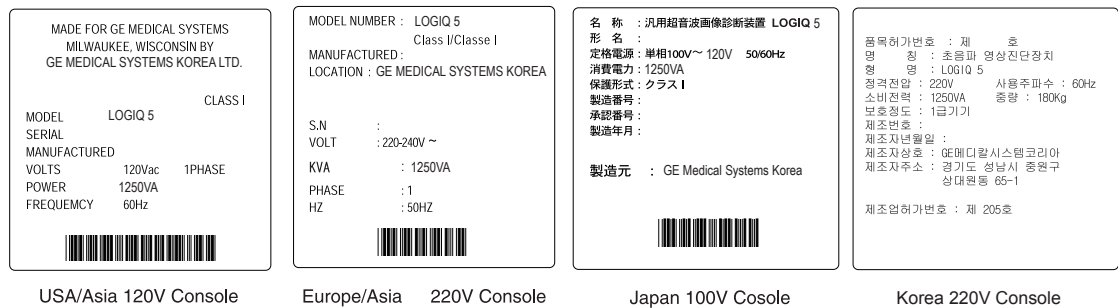 MADE FOR GE MEDICAL SYSTEMS
MILWAUKEE, WISCONSIN BY
GE MEDICAL SYSTEMS KOREA LTD.
CLASS I
MODEL LOGIQ 5
SERIAL
MANUFACTURED
VOLTS 120Vac 1PHASE
POWER 1250VA
FREQUEMCY 60Hz
USA/Asia 120V Console
MODEL NUMBER : LOGIQ 5
Class I/Classe I
MANUFACTURED :
LOCATION : GE MEDICAL SYSTEMS KOREA
S.N :
VOLT : 220-240V ~
KVA : 1250VA
PHASE : 1
HZ : 50HZ
Europe/Asia 220V Console
名 称 : 汎用超音波画像診断装置 LOGIQ 5
形 名 :
定格電源 : 単相100V～ 120V 50/60Hz
消費電力 : 1250VA
保護形式 : クラス I
製造番号 :
承認番号 :
製造年月 :
製造元 : GE Medical Systems Korea
Japan 100V Cosole
품목허가번호 : 제 호
명 칭 : 초음파 영상진단장치
형 명 : LOGIQ 5
정격전압 : 220V 사용주파수 : 60Hz
소비전력 : 1250VA 중량 : 180Kg
보호정도 : 1급기기
제조번호 :
제조자년월일 :
제조자상호 : GE메디칼시스템코리아
제조자주소 : 경기도 성남시 중원구
상대원동 65-1
제조업허가번호 : 제 205호
Korea 220V Console